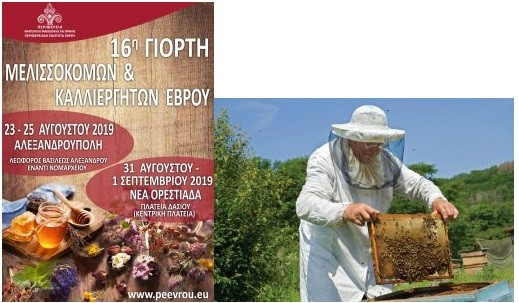 ΠΕΡΙΦΕΡΕΙΑ
ΑΝΑΤΟΛΙΚΗΣ ΜΑΚΕΔΟΝΙΑΣ ΚΑΙ ΘΡΑΚΗΣ
ΠΕΡΙΦΕΡΕΙΑΚΗ ΕΝΟΤΗΤΑ ΕΒΡΟΥ
16η ΓΙΟΡΤΗ
ΜΕΛΙΣΣΟΚΟΜΩΝ &
ΚΑΛΛΙΕΡΓΗΤΩΝ ΕΒΡΟΥ
23 - 25 ΑΥΓΟΥΣΤΟΥ 2019
ΑΛΕΞΑΝΔΡΟΥΠΟΛΗ
ΛΕΩΦΟΡΟΣ ΒΑΣΙΛΕΩΣ ΑΛΕΞΑΝΔΡΟΥ
ΕΝΑΝΤΙ ΝΟΜΑΡΧΕΙΟΥ
31 ΑΥΓΟΥΣΤΟΥ -
1 ΣΕΠΤΕΜΒΡΙΟΥ 2019
ΝΕΑ ΟΡΕΣΤΙΑΔΑ
ΠΛΑΤΕΙΑ ΔΑΣΙΟΥ
(ΚΕΝΤΡΙΚΗ ΠΛΑΤΕΙΑ)
www.peevrou.eu